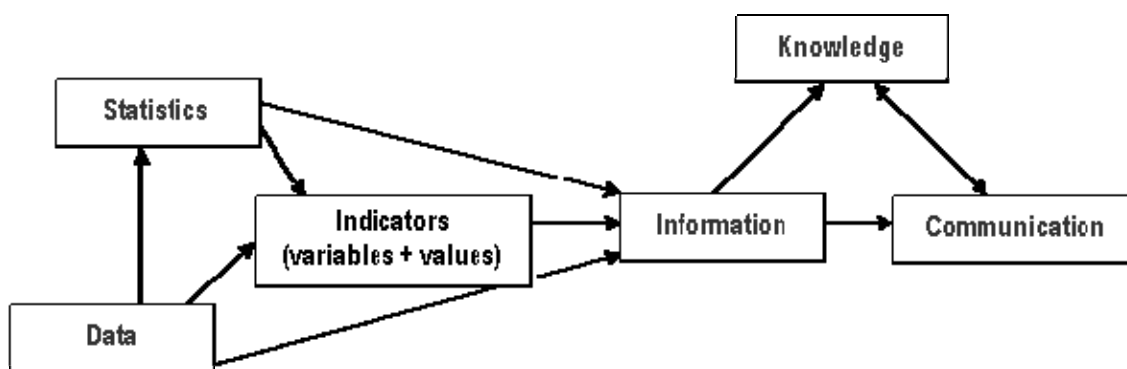 Knowledge
Statistics
Indicators
(variables + values)
Information
Communication
Data